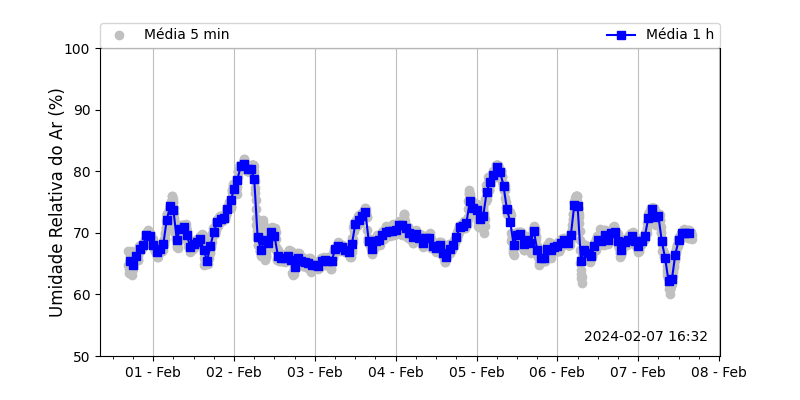 Média 5 min
Média 1 h
Umidade Relativa do Ar (%)
100
90
80
70
60
50
2024-02-07 16:32
01 - Feb
02 - Feb
03 - Feb
04 - Feb
05 - Feb
06 - Feb
07 - Feb
08 - Feb